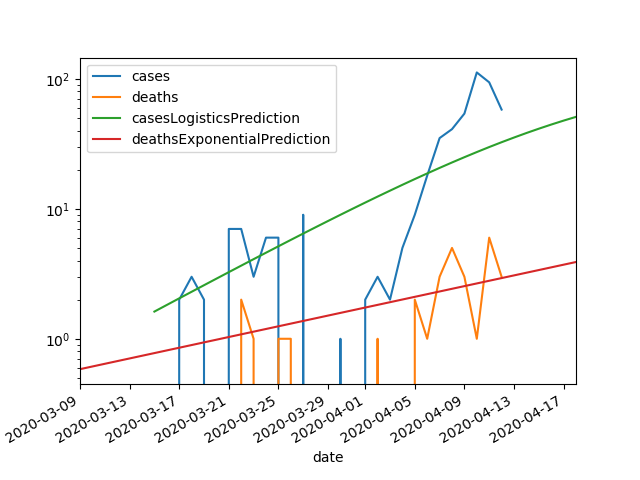 10²
10¹
10⁰
cases
deaths
casesLogisticsPrediction
deathsExponentialPrediction
2020-03-09
2020-03-13
2020-03-17
2020-03-21
2020-03-25
2020-03-29
2020-04-01
2020-04-05
2020-04-09
2020-04-13
2020-04-17
date